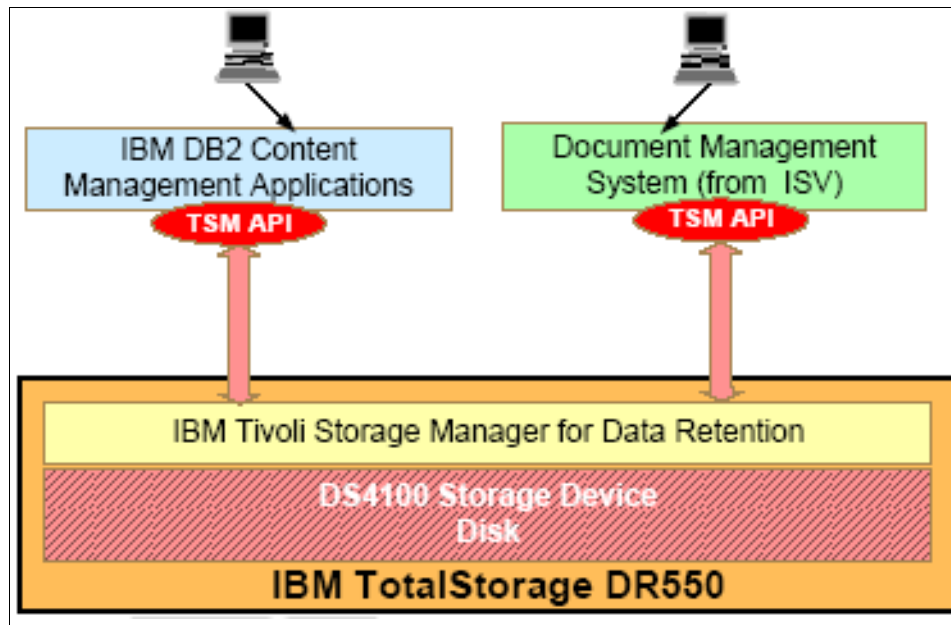 IBM DB2 Content
Management Applications
TSM API
Document Management
System (from ISV)
TSM API
IBM Tivoli Storage Manager for Data Retention
DS4100 Storage Device
Disk
IBM TotalStorage DR550